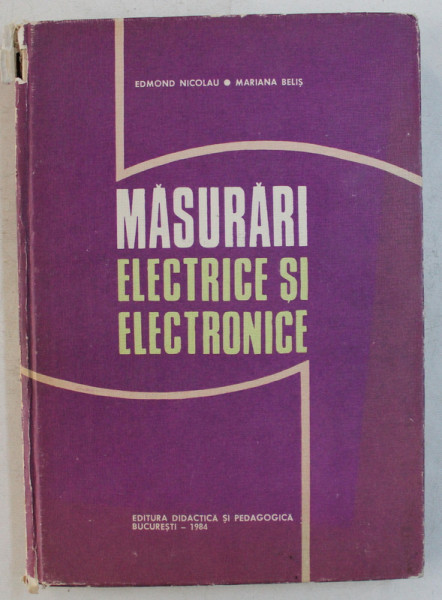 EDMOND NICOLAU ● MARIANA BELIȘ
MĂSURĂRI
ELECTRICE ȘI
ELECTRONICE
EDITURA DIDACTICĂ ȘI PEDAGOGICĂ
BUCUREȘTI – 1984